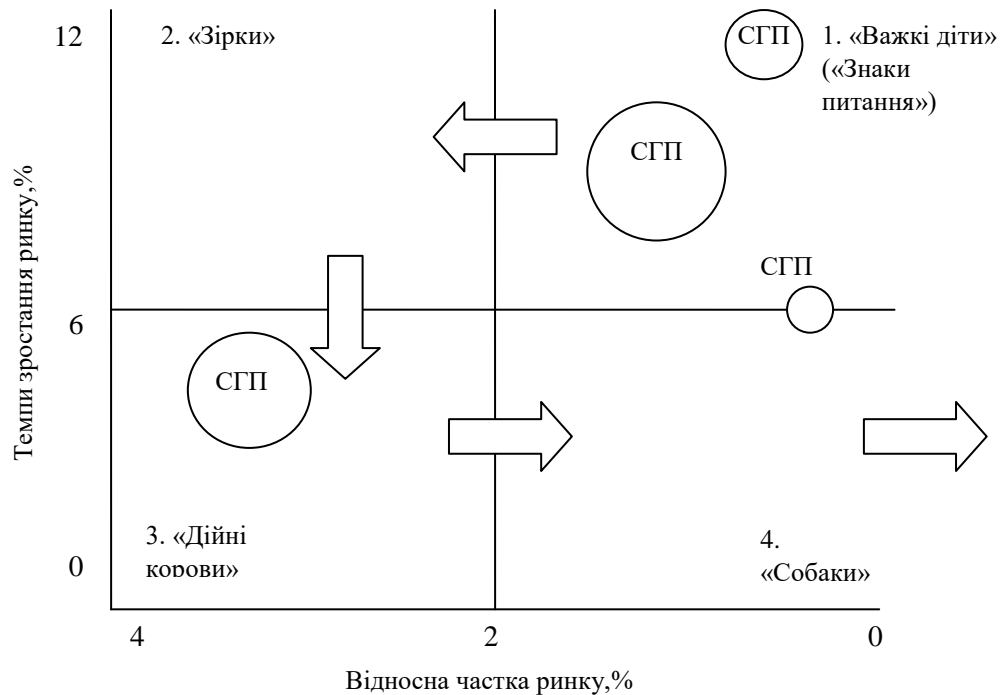 12
2. «Зірки»
СГП
1. «Важкі діти»
(«Знаки
питання»)
СГП
СГП
6
СГП
Темпи зростання ринку,%
3. «Дійні
корови»
4.
«Собаки»
0
4
2
0
Відносна частка ринку,%